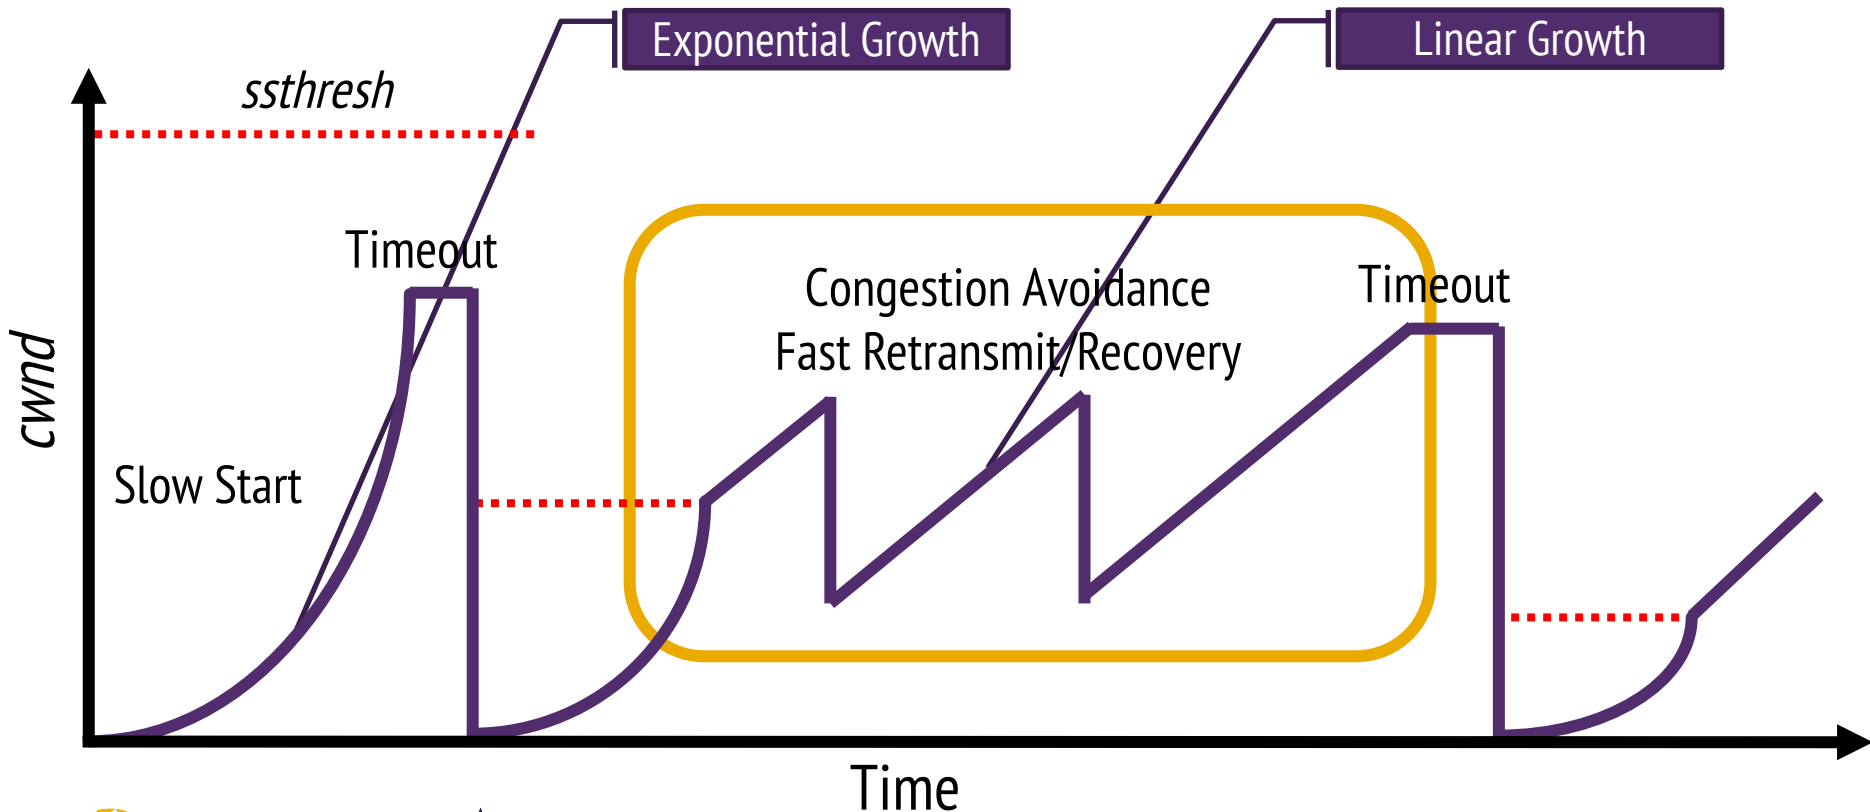 Exponential Growth
Linear Growth
ssthresh
Timeout
Congestion Avoidance
Timeout
Fast Retransmit/Recovery
cwnd
Slow Start
Time